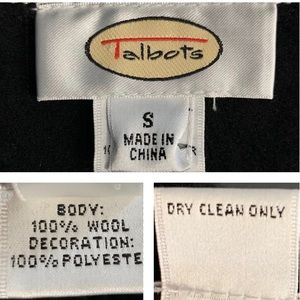 Talbots
S
MADE IN
CHINA
BODY:
100% WOOL
DECORATION:
100% POLYESTE
DRY CLEAN ONLY